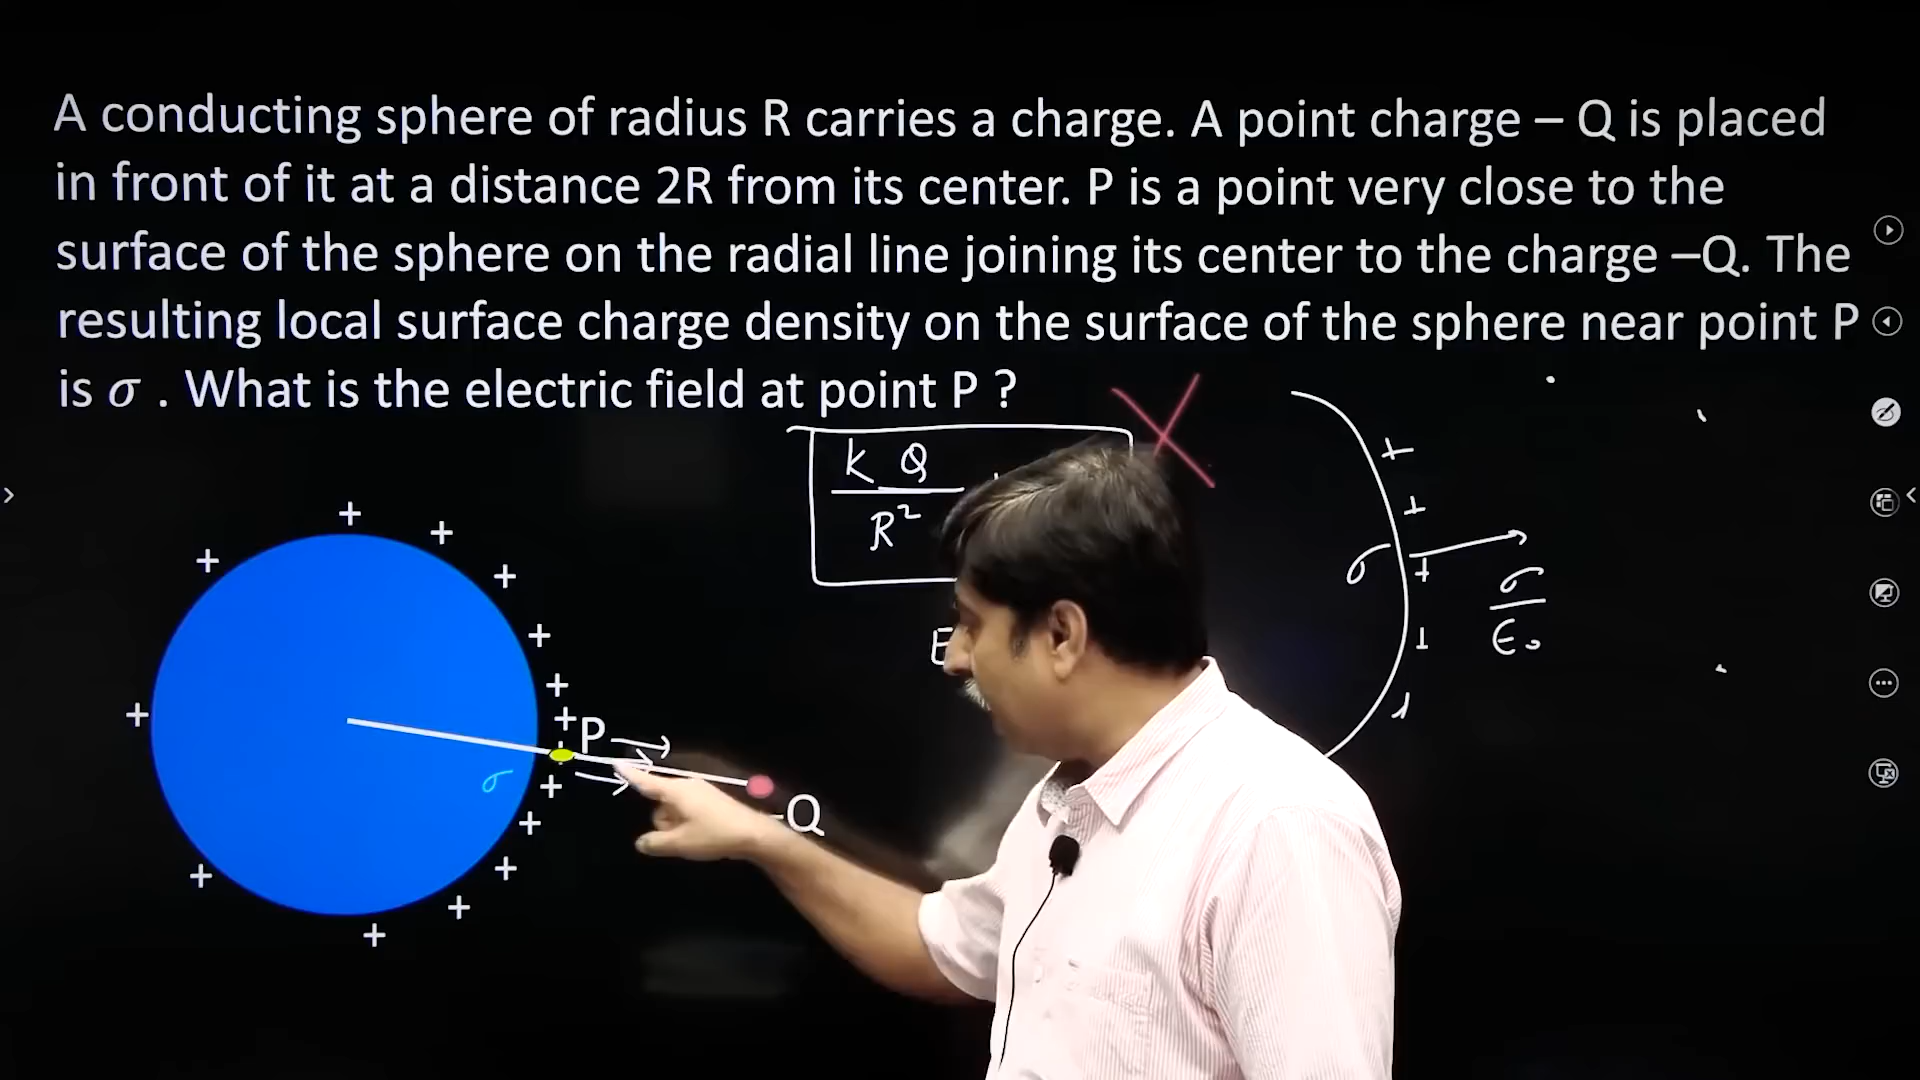 A conducting sphere of radius R carries a charge. A point charge – Q is placed
in front of it at a distance 2R from its center. P is a point very close to the
surface of the sphere on the radial line joining its center to the charge –Q. The
resulting local surface charge density on the surface of the sphere near point P
is σ . What is the electric field at point P ?
K Q
R²
E
σ
σ
ϵ₀
+ + + + + + + + + + + + + + +
P
σ
-Q